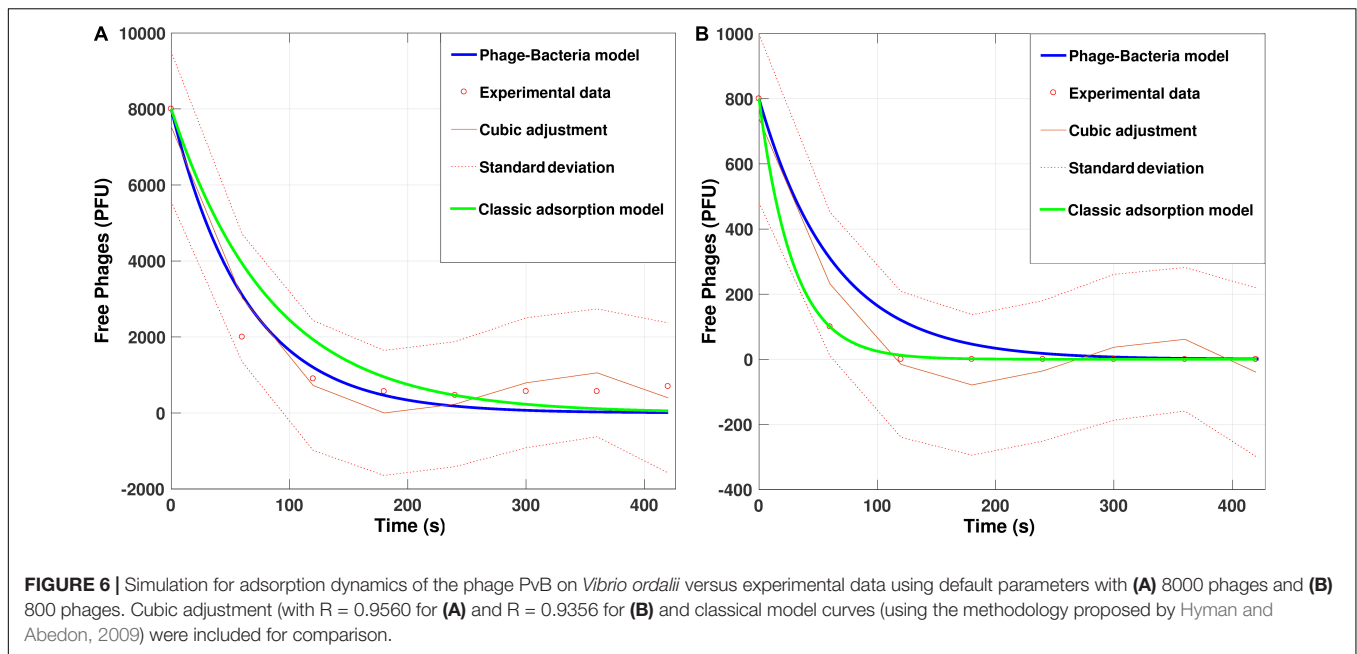 A
10000
8000
6000
4000
2000
0
-2000
Free Phages (PFU)
0 100 200 300 400
Time (s)
Phage-Bacteria model
Experimental data
Cubic adjustment
Standard deviation
Classic adsorption model
B
1000
800
600
400
200
0
-200
-400
Free Phages (PFU)
0 100 200 300 400
Time (s)
Phage-Bacteria model
Experimental data
Cubic adjustment
Standard deviation
Classic adsorption model
FIGURE 6 | Simulation for adsorption dynamics of the phage PvB on Vibrio ordalii versus experimental data using default parameters with (A) 8000 phages and (B)
800 phages. Cubic adjustment (with R = 0.9560 for (A) and R = 0.9356 for (B) and classical model curves (using the methodology proposed by Hyman and
Abedon, 2009) were included for comparison.